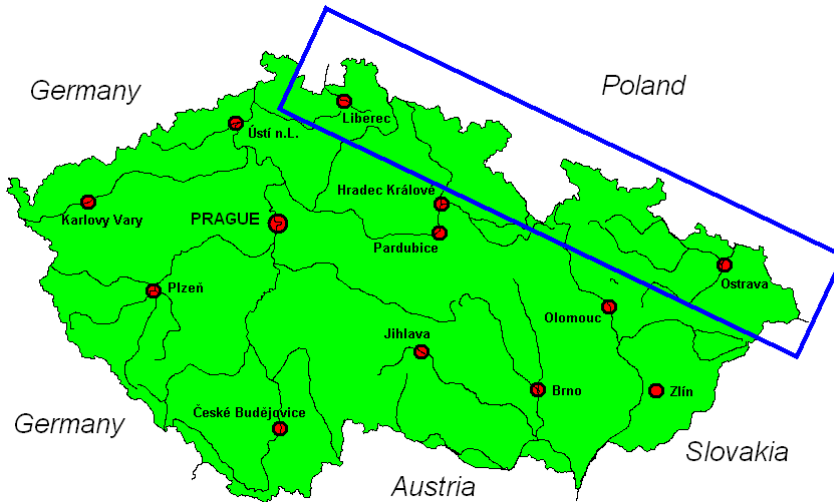 Germany
Poland
Liberec
Ústí n.L.
Hradec Králové
Karlovy Vary
PRAGUE
Pardubice
Ostrava
Plzeň
Olomouc
Jihlava
Brno
Zlín
České Budějovice
Germany
Slovakia
Austria